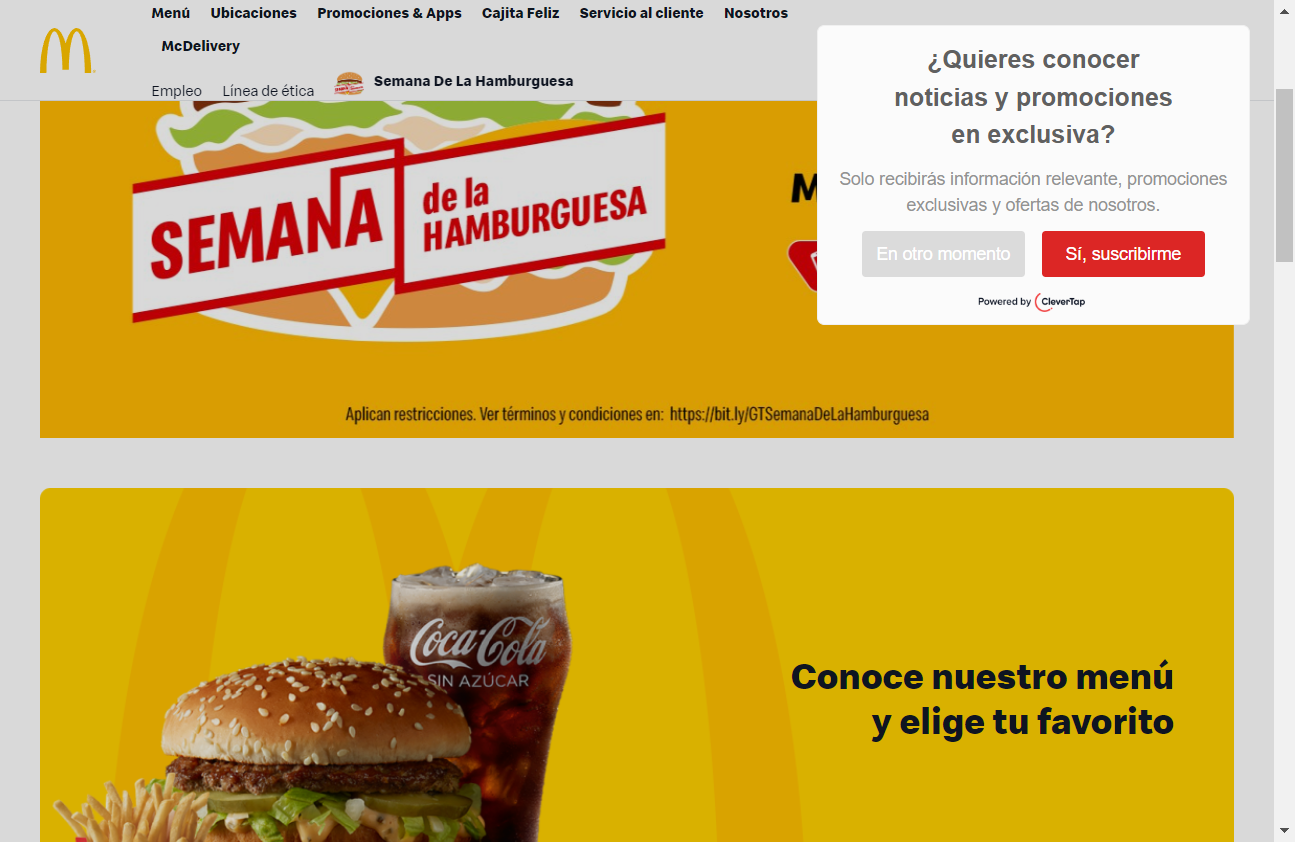 Menú Ubicaciones Promociones & Apps Cajita Feliz Servicio al cliente Nosotros
McDelivery
Empleo Línea de ética Semana De La Hamburguesa
¿Quieres conocer
noticias y promociones
en exclusiva?
Solo recibirás información relevante, promociones
exclusivas y ofertas de nosotros.
En otro momento Sí, suscribirme
Powered by CleverTap
SEMANA de la
HAMBURGUESA
Aplican restricciones. Ver términos y condiciones en: https://bit.ly/GTSemanaDeLaHamburguesa
Coca-Cola
SIN AZÚCAR
Conoce nuestro menú
y elige tu favorito